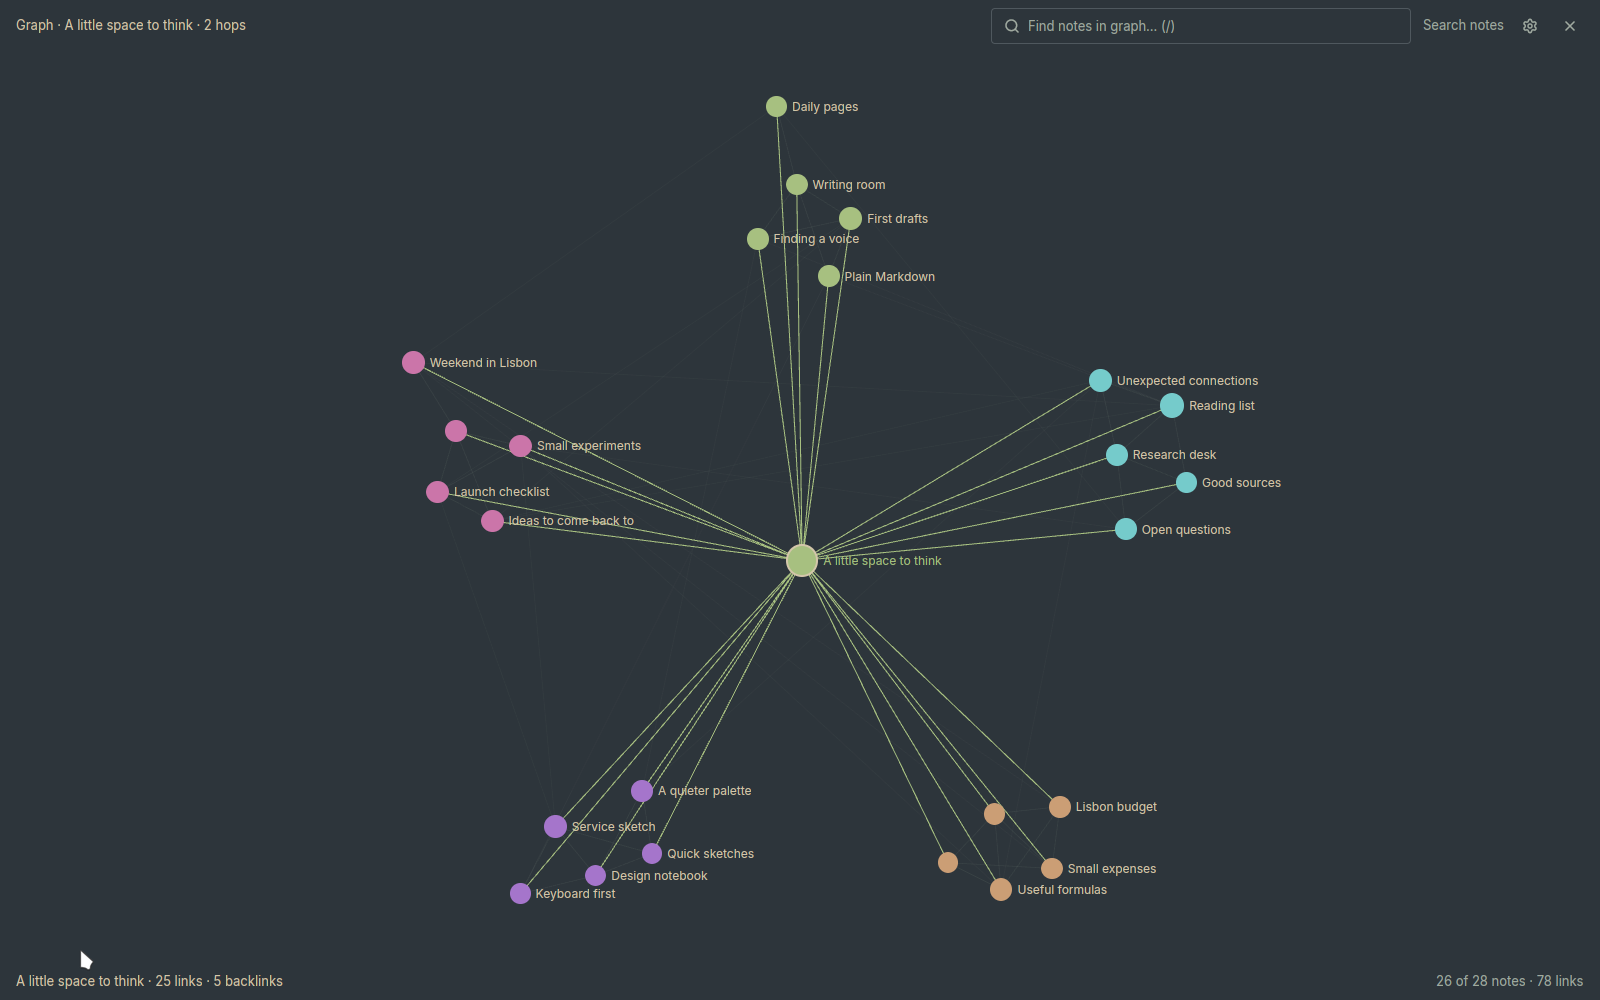 Graph · A little space to think · 2 hops
Find notes in graph... (/)
Search notes
Daily pages
Writing room
First drafts
Finding a voice
Plain Markdown
Weekend in Lisbon
Unexpected connections
Reading list
Small experiments
Research desk
Good sources
Launch checklist
Ideas to come back to
Open questions
A little space to think
A quieter palette
Lisbon budget
Service sketch
Quick sketches
Small expenses
Design notebook
Useful formulas
Keyboard first
A little space to think · 25 links · 5 backlinks
26 of 28 notes · 78 links